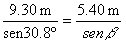 9.30 m / sen30.8° = 5.40 m / sen β